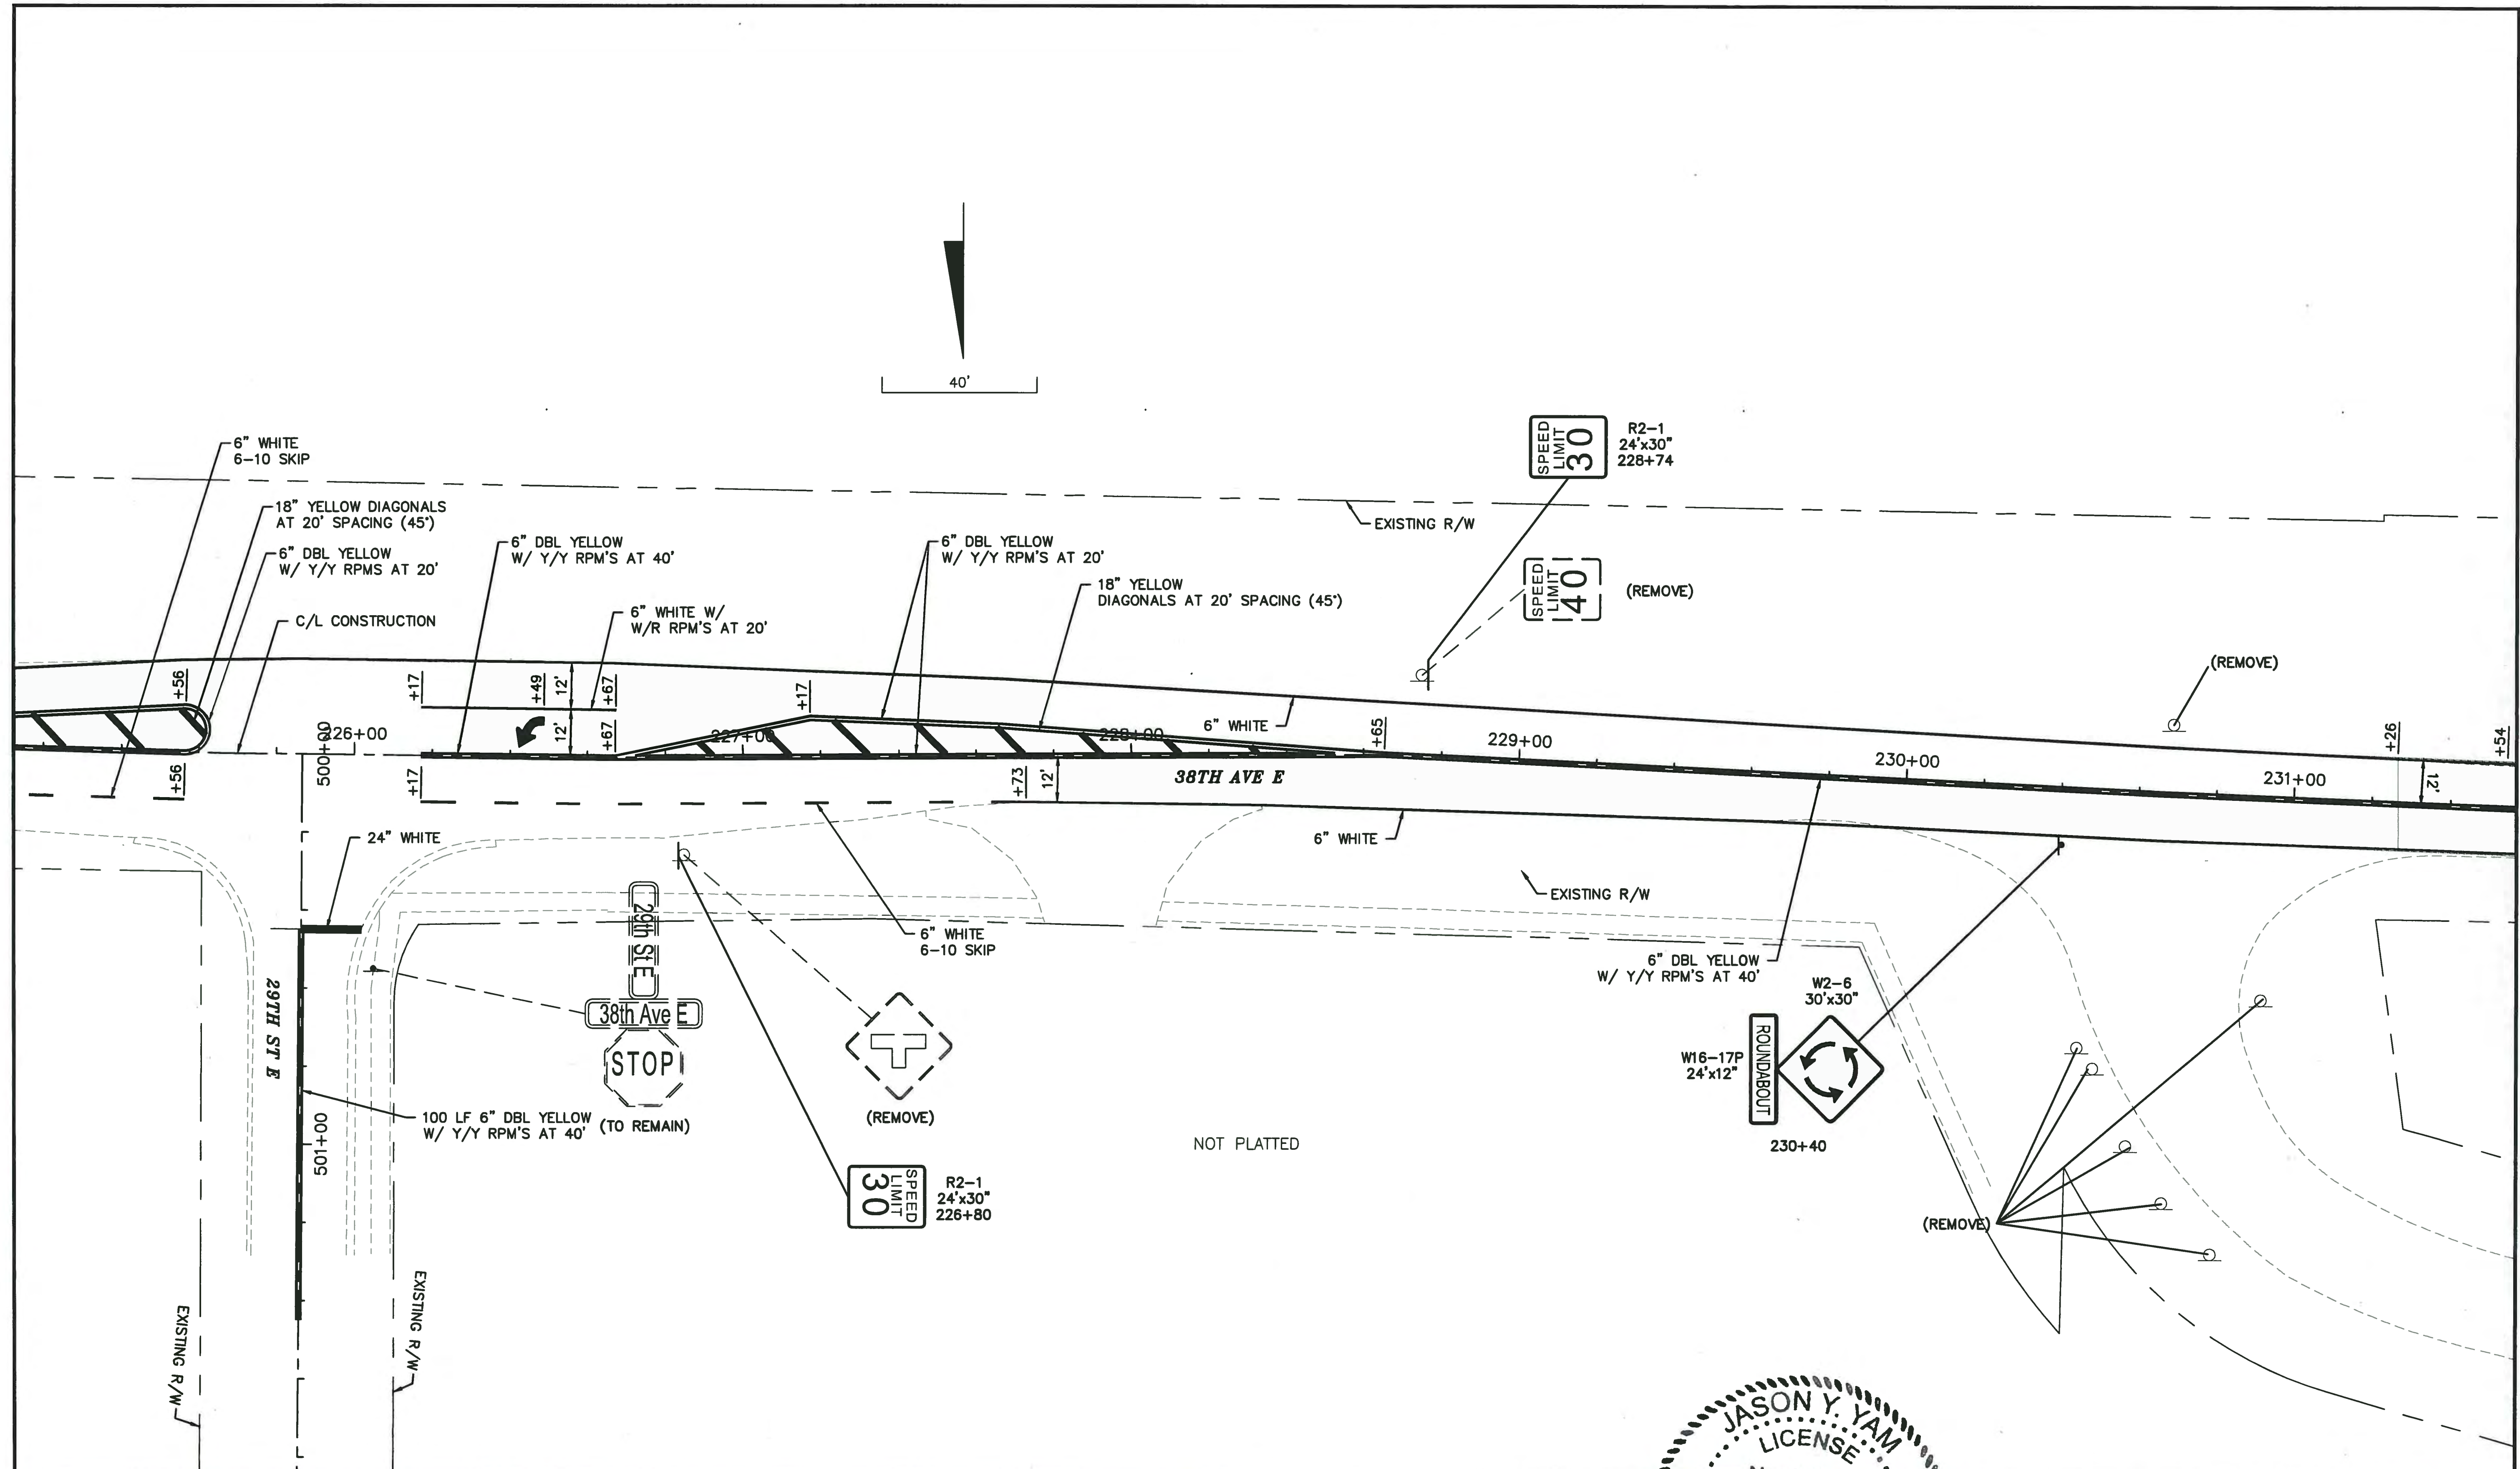 40'
6" WHITE
6-10 SKIP
18" YELLOW DIAGONALS
AT 20' SPACING (45°)
6" DBL YELLOW
W/ Y/Y RPMS AT 20'
C/L CONSTRUCTION
6" DBL YELLOW
W/ Y/Y RPM'S AT 40'
6" WHITE W/
W/R RPM'S AT 20'
6" DBL YELLOW
W/ Y/Y RPM'S AT 20'
18" YELLOW
DIAGONALS AT 20' SPACING (45°)
SPEED
LIMIT
30
R2-1
24'x30"
228+74
EXISTING R/W
SPEED
LIMIT
40
(REMOVE)
(REMOVE)
+56
+17
+49
12'
+67
+17
6" WHITE
+65
+26
+54
12'
+67
226+00
227+00
228+00
229+00
230+00
231+00
12'
500+00
+56
+17
+73
12'
38TH AVE E
24" WHITE
6" WHITE
EXISTING R/W
6" WHITE
6-10 SKIP
29th St E
38th Ave E
STOP
(TO REMAIN)
29TH ST E
100 LF 6" DBL YELLOW
W/ Y/Y RPM'S AT 40'
501+00
(REMOVE)
SPEED
LIMIT
30
R2-1
24'x30"
226+80
NOT PLATTED
6" DBL YELLOW
W/ Y/Y RPM'S AT 40'
W2-6
30'x30"
W16-17P
24'x12"
ROUNDABOUT
230+40
(REMOVE)
EXISTING R/W
EXISTING R/W
JASON Y. YAM
LICENSE